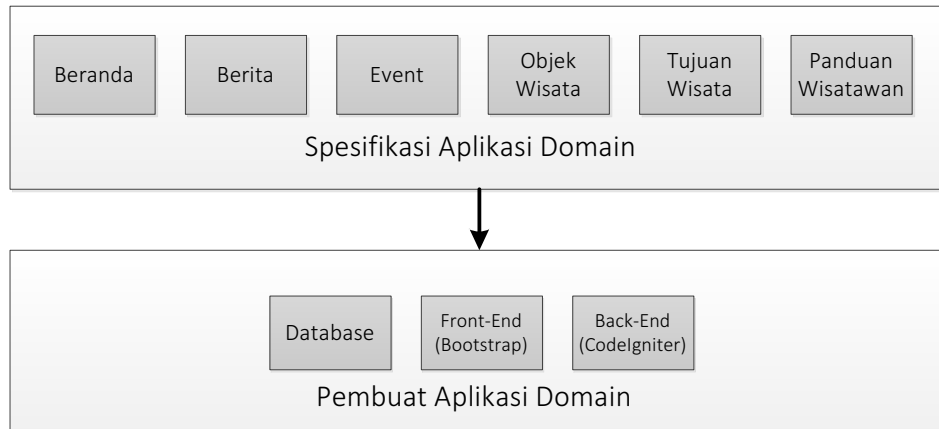 Beranda
Berita
Event
Objek
Wisata
Tujuan
Wisata
Panduan
Wisatawan
Spesifikasi Aplikasi Domain
Database
Front-End
(Bootstrap)
Back-End
(CodeIgniter)
Pembuat Aplikasi Domain